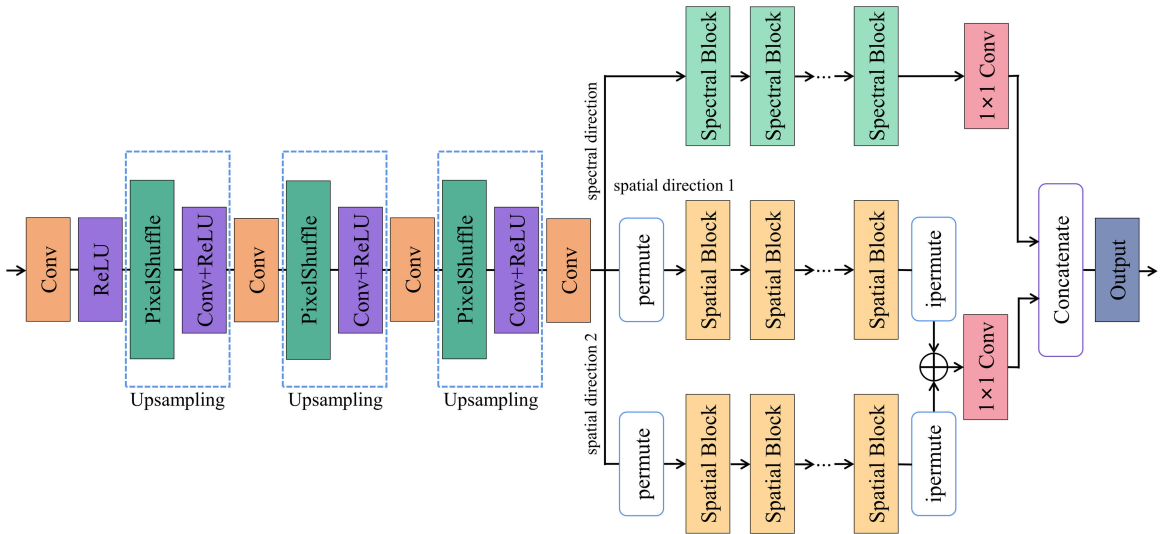 Conv
ReLU
PixelShuffle
Conv+ReLU
Upsampling
Conv
PixelShuffle
Conv+ReLU
Upsampling
Conv
PixelShuffle
Conv+ReLU
Upsampling
Conv
spectral direction
Spectral Block
Spectral Block
...
Spectral Block
1×1 Conv
spatial direction 1
permute
Spatial Block
Spatial Block
...
Spatial Block
ipermute
spatial direction 2
permute
Spatial Block
Spatial Block
...
Spatial Block
ipermute
1×1 Conv
Concatenate
Output